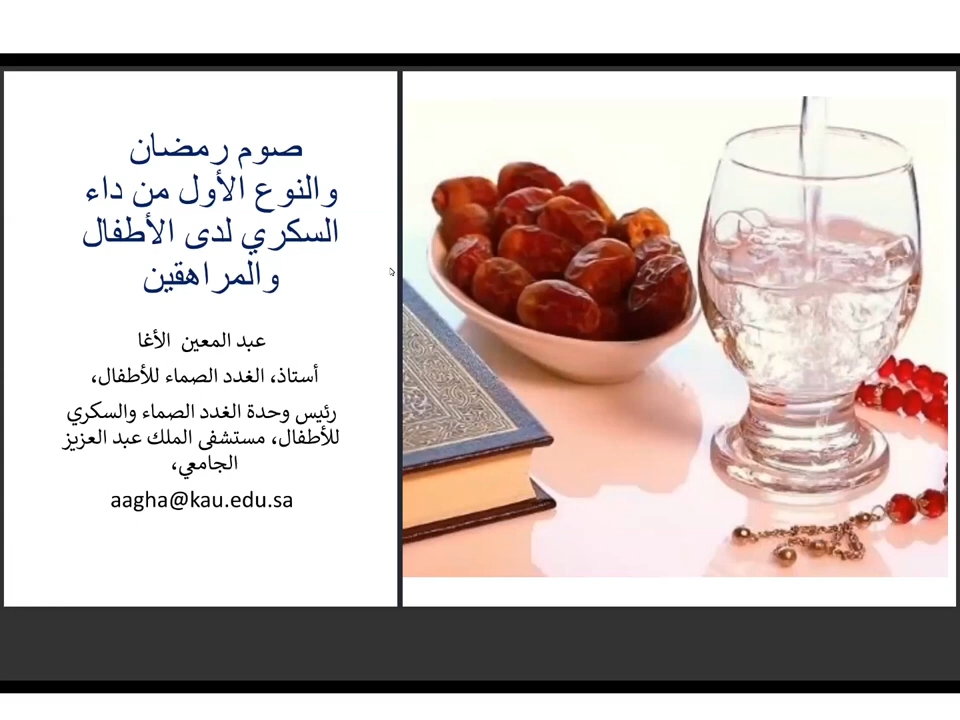 صوم رمضان
والنوع الأول من داء
السكري لدى الأطفال
والمراهقين
عبد المعين الأغا
أستاذ، الغدد الصماء للأطفال،
رئيس وحدة الغدد الصماء والسكري
للأطفال، مستشفى الملك عبد العزيز
الجامعي،
aagha@kau.edu.sa